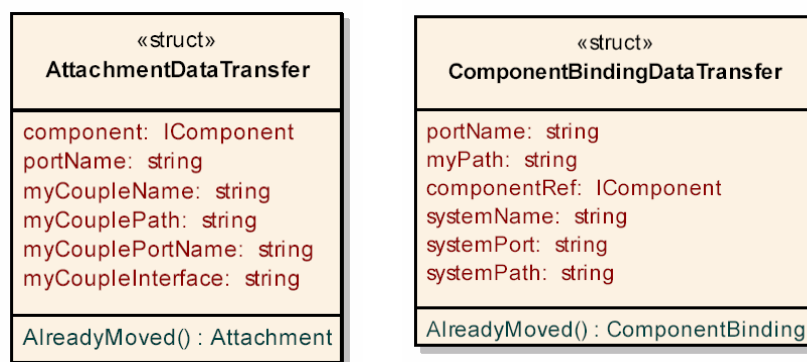 «struct»
AttachmentDataTransfer
component: IComponent
portName: string
myCoupleName: string
myCouplePath: string
myCouplePortName: string
myCoupleInterface: string
AlreadyMoved() : Attachment
«struct»
ComponentBindingDataTransfer
portName: string
myPath: string
componentRef: IComponent
systemName: string
systemPort: string
systemPath: string
AlreadyMoved() : ComponentBinding